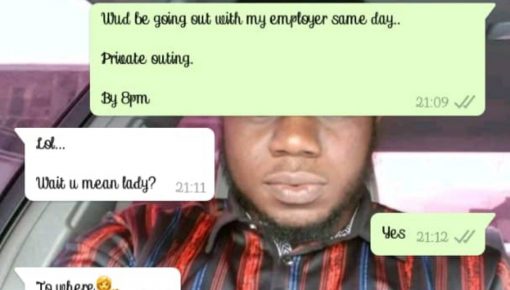 Wud be going out with my employer same day..
Private outing.
By 8pm
21:09
Lol...
Wait u mean lady?
21:11
Yes
21:12
To where😏..